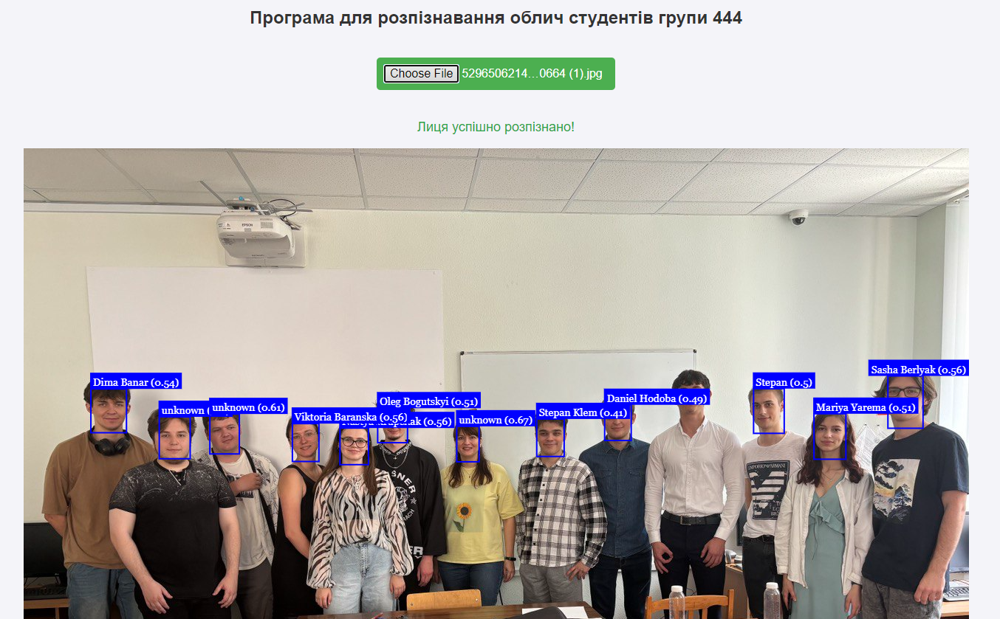 Програма для розпізнавання облич студентів групи 444
Choose File 5296506214...0664 (1).jpg
Лиця успішно розпізнано!
EPSON
Sasha Berlyak (0.56)
Dima Banar (0.54)
Stepan (0.5)
Daniel Hodoba (0.49)
Oleg Bogutskyi (0.51)
unknown (
unknown (0.61)
Mariya Yarema (0.51)
Stepan Klem (0.41)
Viktoria Baranska (0.56)
ak (0.56)
unknown (0.67)
EMPORIO ARMANI